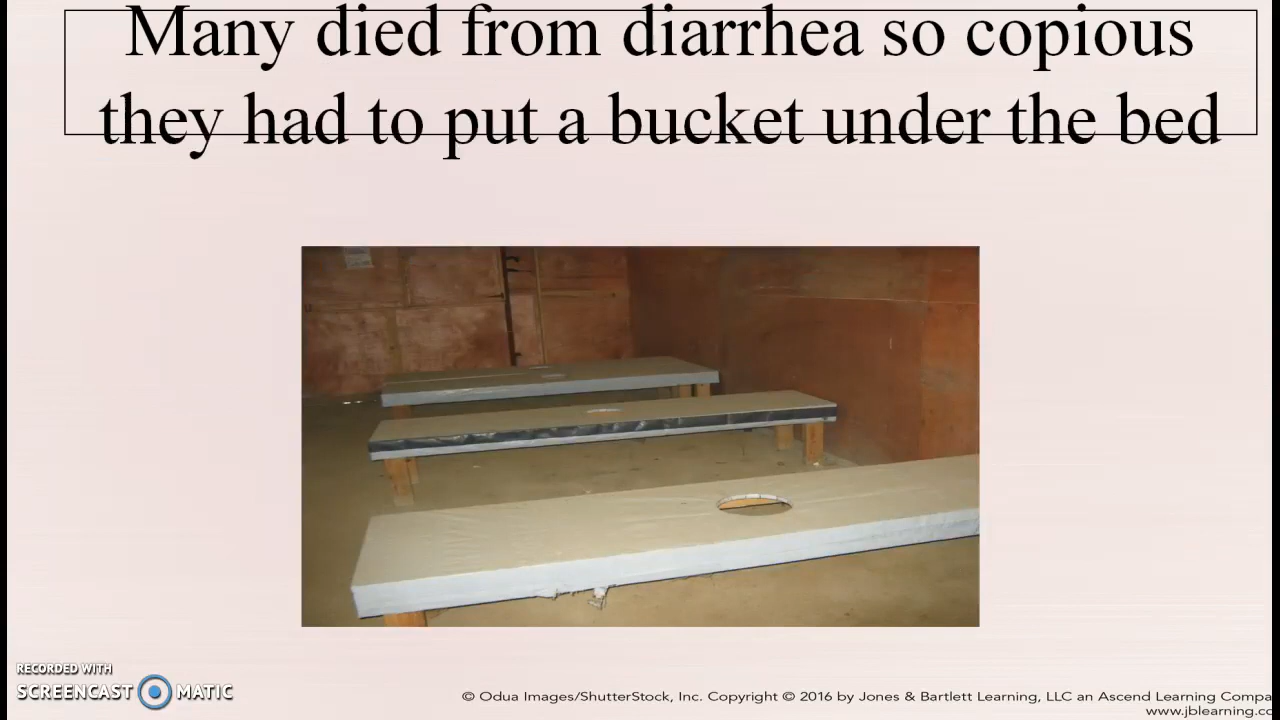 Many died from diarrhea so copious
they had to put a bucket under the bed
RECORDED WITH
SCREENCAST MATIC
© Odua Images/ShutterStock, Inc. Copyright © 2016 by Jones & Bartlett Learning, LLC an Ascend Learning Compa
www.jblearning.co